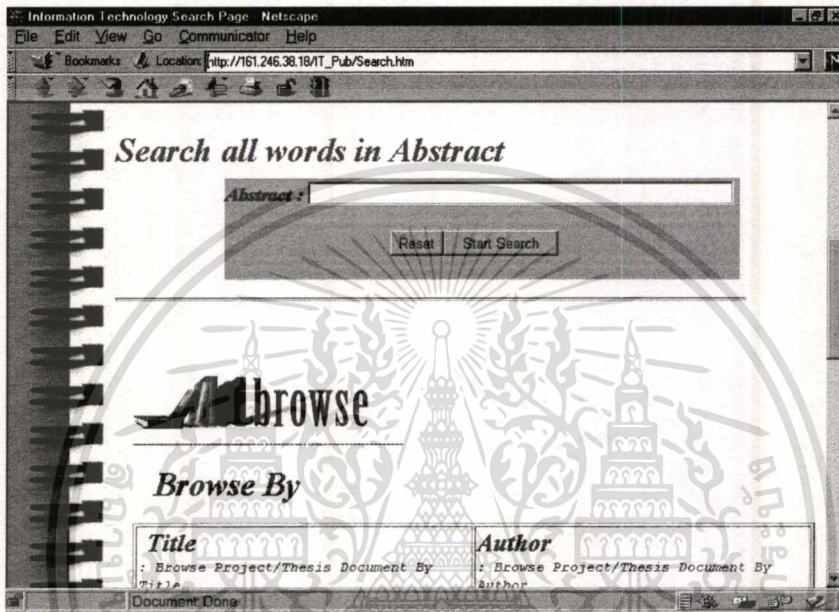 Information Technology Search Page - Netscape
File Edit View Go Communicator Help
Bookmarks Location: http://161.246.38.18/IT_Pub/Search.htm
Search all words in Abstract
Abstract :
Reset Start Search
browse
Browse By
Title Author
: Browse Project/Thesis Document By : Browse Project/Thesis Document By
Title Author
Document: Done